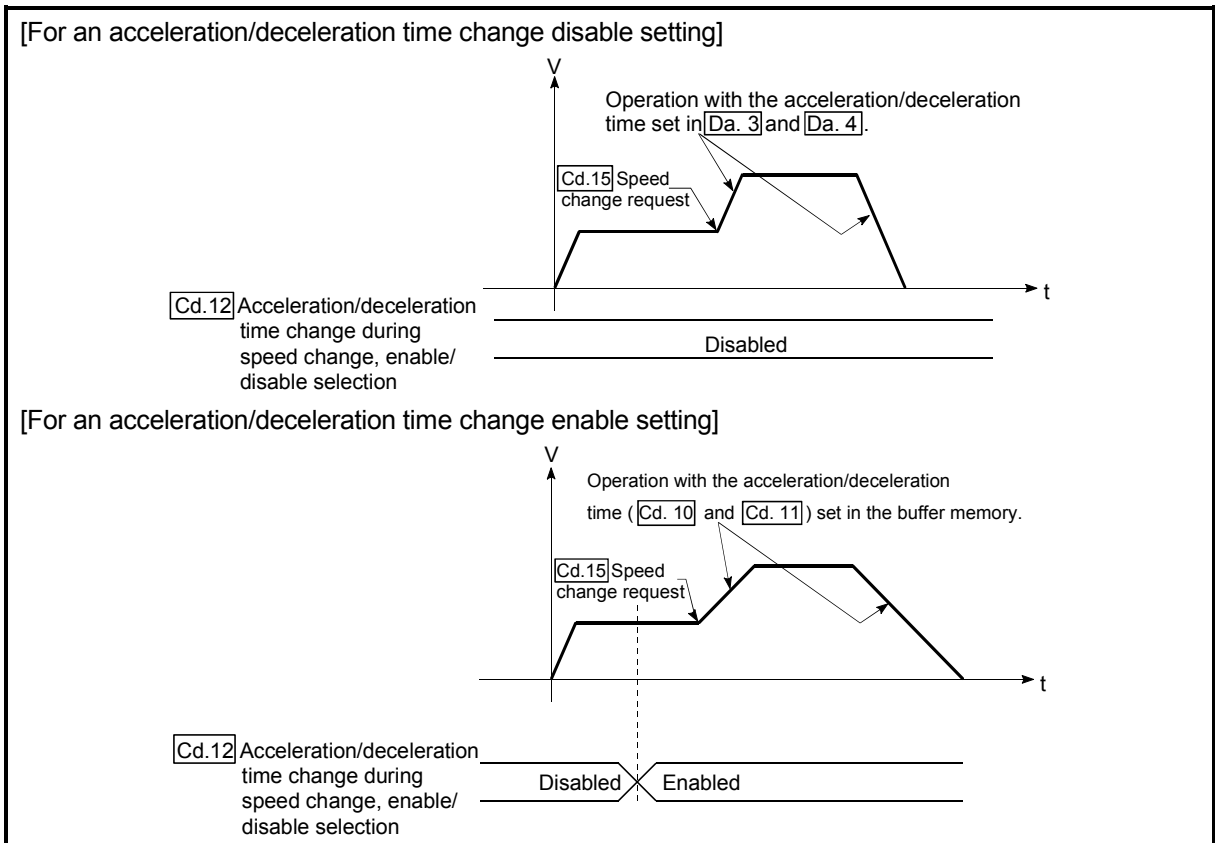 [For an acceleration/deceleration time change disable setting]
V
Operation with the acceleration/deceleration
time set in Da. 3 and Da. 4 .
Cd.15 Speed
change request
t
Cd.12 Acceleration/deceleration
time change during
speed change, enable/
disable selection
Disabled
[For an acceleration/deceleration time change enable setting]
V
Operation with the acceleration/deceleration
time ( Cd. 10 and Cd. 11 ) set in the buffer memory.
Cd.15 Speed
change request
t
Cd.12 Acceleration/deceleration
time change during
speed change, enable/
disable selection
Disabled
Enabled